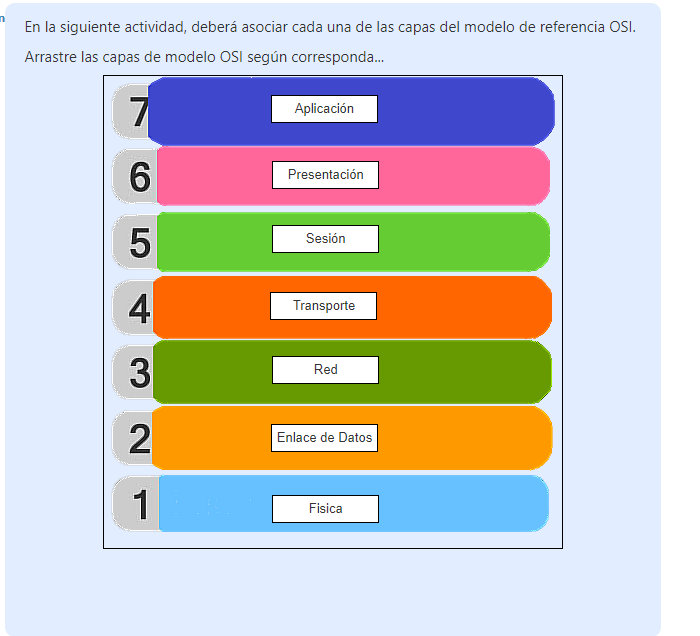 n
En la siguiente actividad, deberá asociar cada una de las capas del modelo de referencia OSI.
Arrastre las capas de modelo OSI según corresponda...
7 Aplicación
6 Presentación
5 Sesión
4 Transporte
3 Red
2 Enlace de Datos
1 Fisica